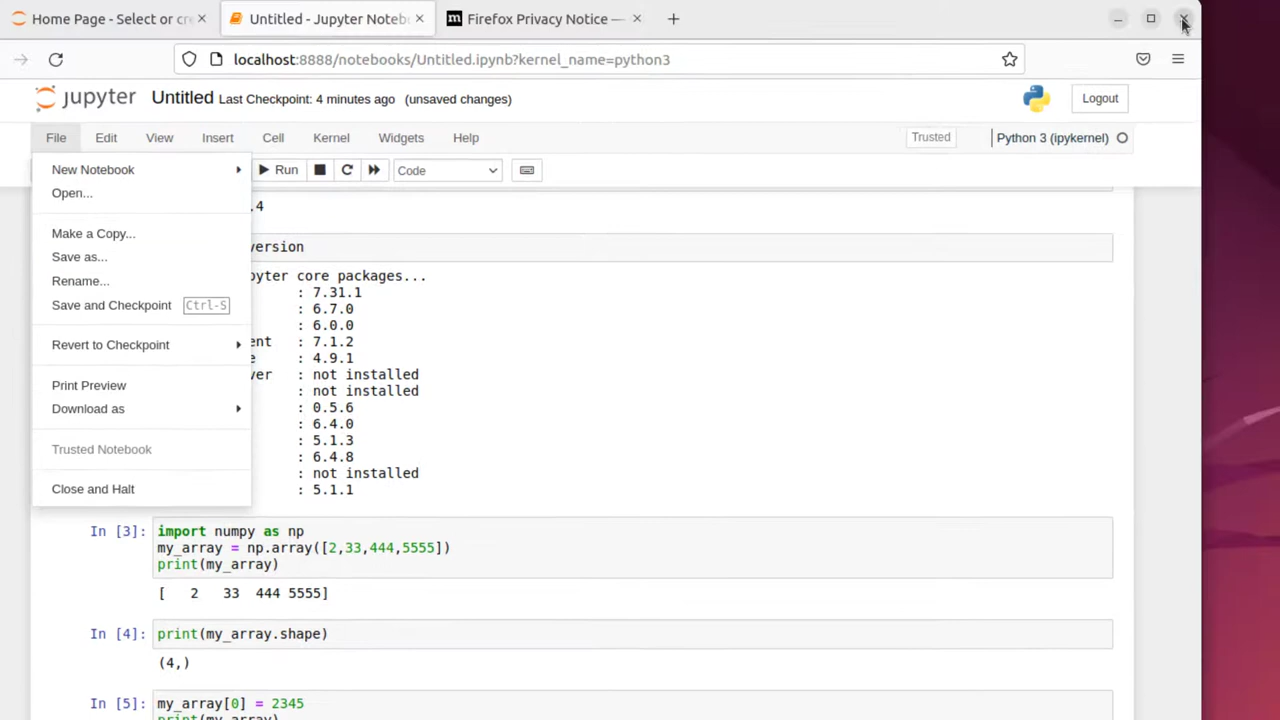 Home Page - Select or cre
Untitled - Jupyter Notebo
Firefox Privacy Notice —
localhost:8888/notebooks/Untitled.ipynb?kernel_name=python3
jupyter Untitled Last Checkpoint: 4 minutes ago (unsaved changes)
Logout
File Edit View Insert Cell Kernel Widgets Help
Trusted
Python 3 (ipykernel)
Run
Code
New Notebook
Open...
Make a Copy...
Save as...
Rename...
Save and Checkpoint Ctrl-S
Revert to Checkpoint
Print Preview
Download as
Trusted Notebook
Close and Halt
.4
version
pyter core packages...
: 7.31.1
: 6.7.0
: 6.0.0
ent : 7.1.2
e : 4.9.1
ver : not installed
: not installed
: 0.5.6
: 6.4.0
: 5.1.3
: 6.4.8
: not installed
: 5.1.1
In [3]: import numpy as np
my_array = np.array([2,33,444,5555])
print(my_array)
[ 2 33 444 5555]
In [4]: print(my_array.shape)
(4,)
In [5]: my_array[0] = 2345
print(my_array)